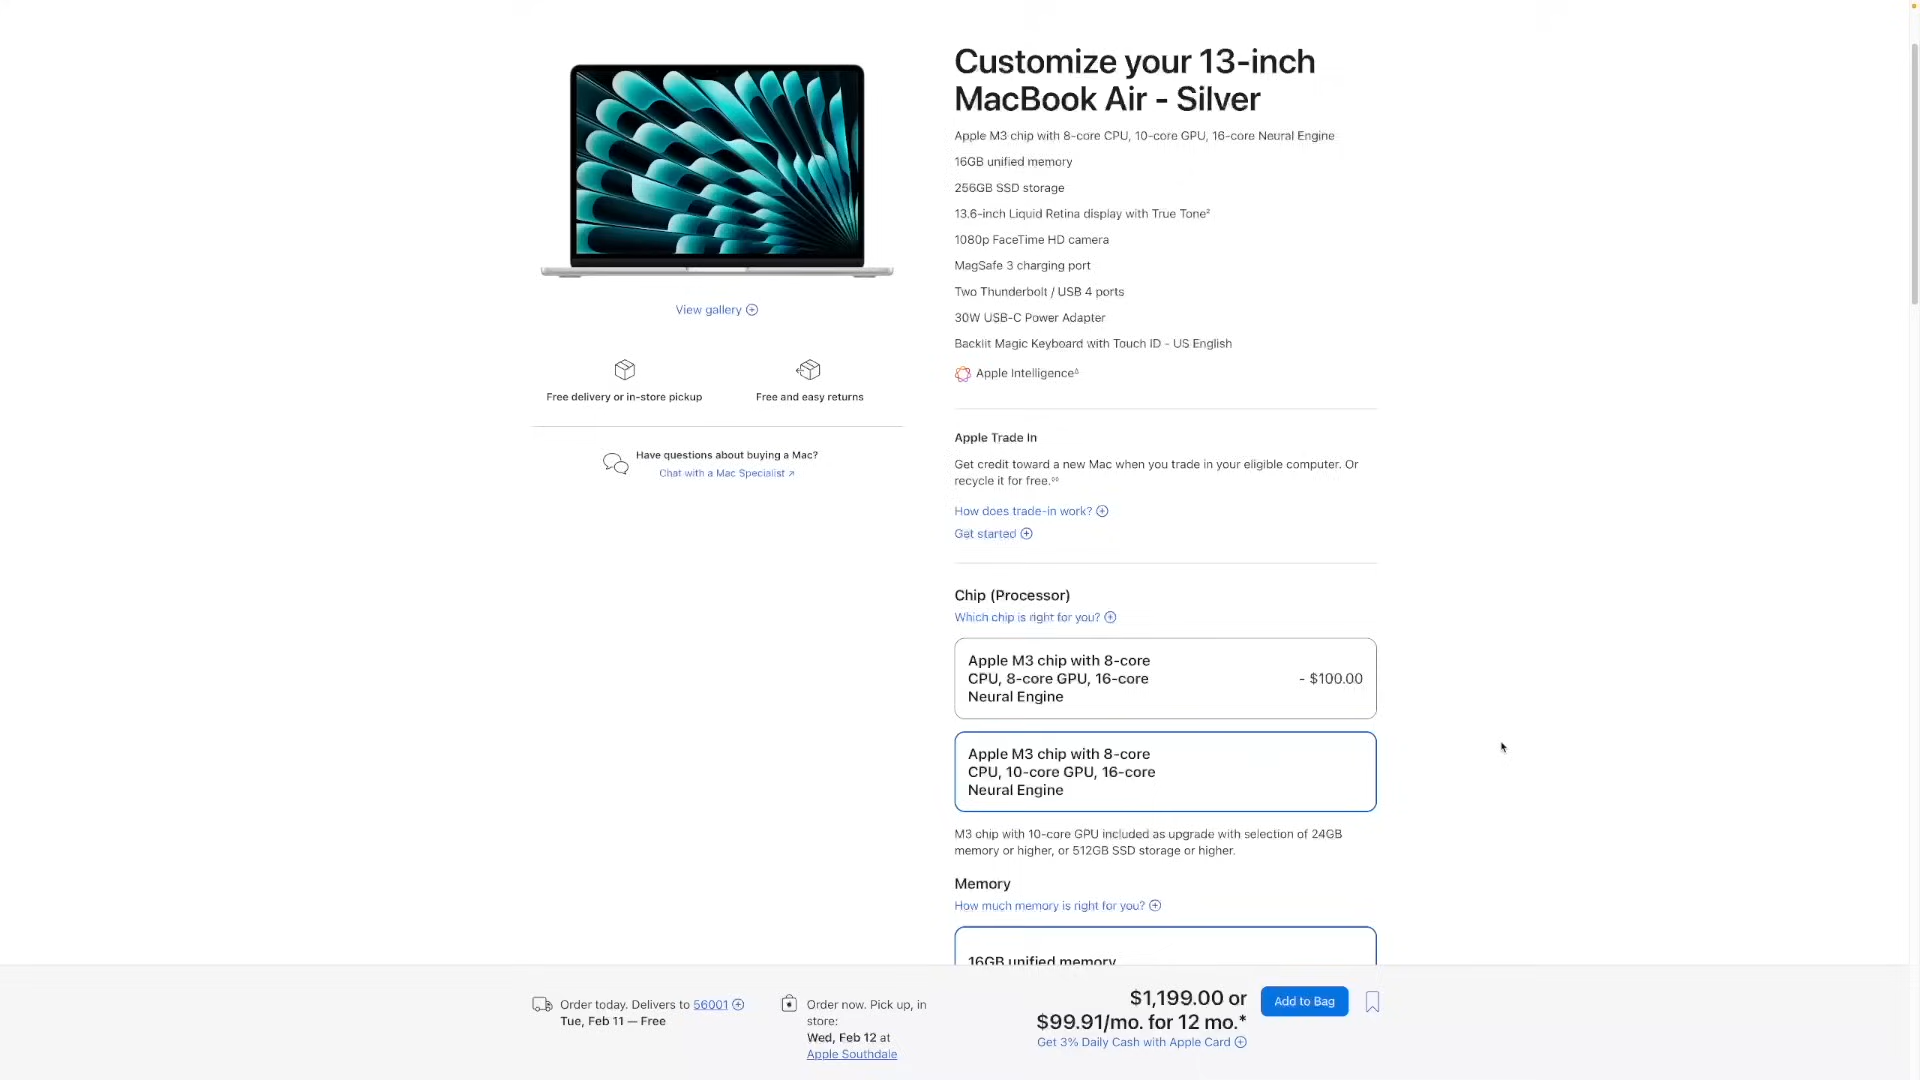 Customize your 13-inch
MacBook Air - Silver
Apple M3 chip with 8-core CPU, 10-core GPU, 16-core Neural Engine
16GB unified memory
256GB SSD storage
13.6-inch Liquid Retina display with True Tone²
1080p FaceTime HD camera
MagSafe 3 charging port
Two Thunderbolt / USB 4 ports
30W USB-C Power Adapter
Backlit Magic Keyboard with Touch ID - US English
Apple Intelligence∆
View gallery
Free delivery or in-store pickup
Free and easy returns
Have questions about buying a Mac?
Chat with a Mac Specialist ↗
Apple Trade In
Get credit toward a new Mac when you trade in your eligible computer. Or
recycle it for free.◊◊
How does trade-in work?
Get started
Chip (Processor)
Which chip is right for you?
Apple M3 chip with 8-core
CPU, 8-core GPU, 16-core
Neural Engine
- $100.00
Apple M3 chip with 8-core
CPU, 10-core GPU, 16-core
Neural Engine
M3 chip with 10-core GPU included as upgrade with selection of 24GB
memory or higher, or 512GB SSD storage or higher.
Memory
How much memory is right for you?
16GB unified memory
Order today. Delivers to 56001
Tue, Feb 11 — Free
Order now. Pick up, in
store:
Wed, Feb 12 at
Apple Southdale
$1,199.00 or
$99.91/mo. for 12 mo.*
Get 3% Daily Cash with Apple Card
Add to Bag